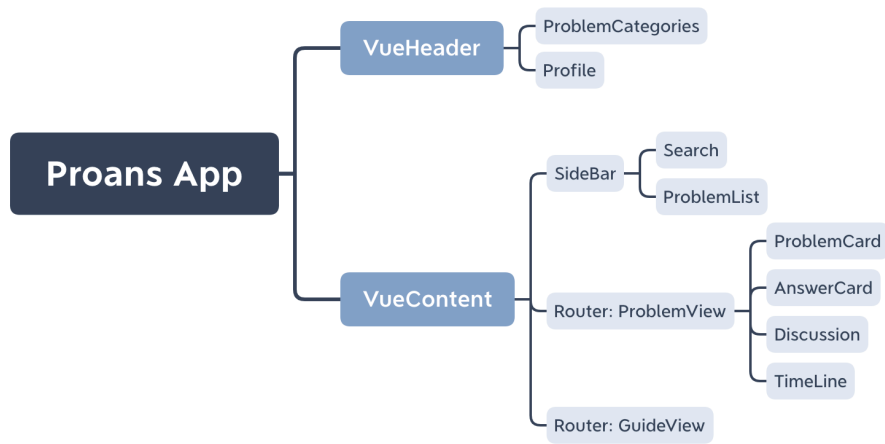 Proans App
VueHeader
ProblemCategories
Profile
VueContent
SideBar
Search
ProblemList
Router: ProblemView
ProblemCard
AnswerCard
Discussion
TimeLine
Router: GuideView